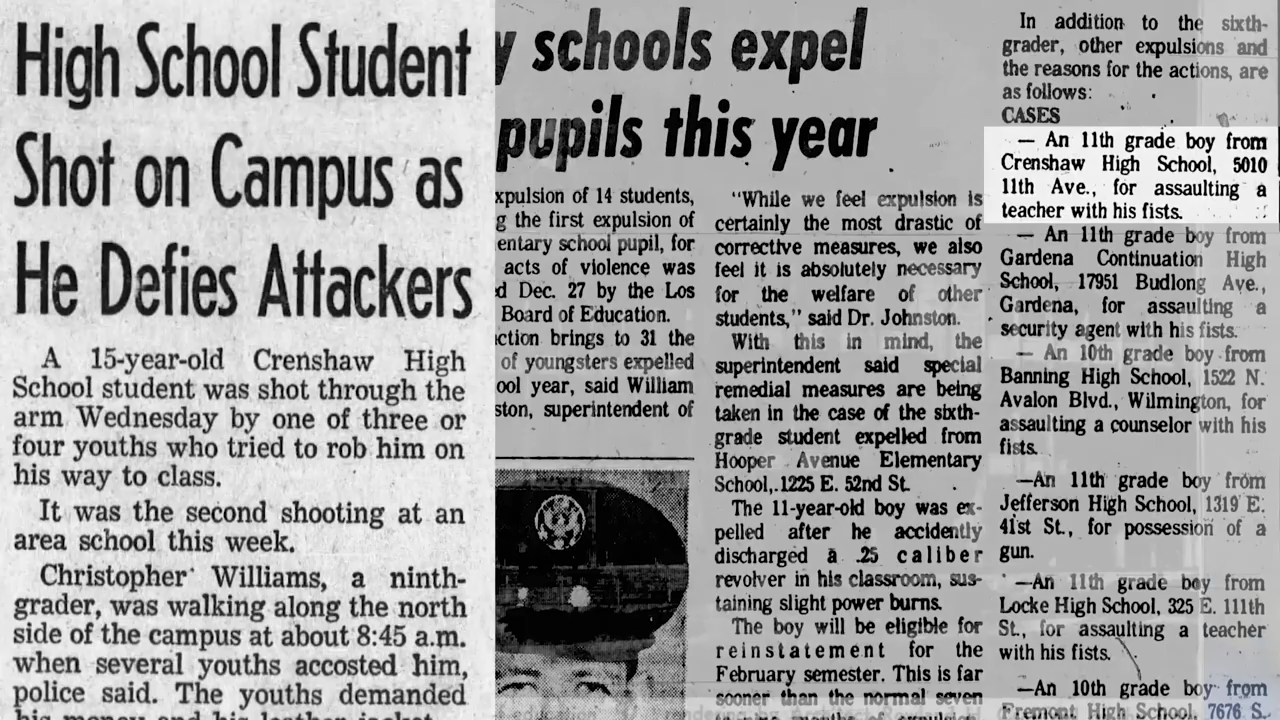 High School Student
Shot on Campus as
He Defies Attackers
A 15-year-old Crenshaw High
School student was shot through the
arm Wednesday by one of three or
four youths who tried to rob him on
his way to class.
It was the second shooting at an
area school this week.
Christopher Williams, a ninth-
grader, was walking along the north
side of the campus at about 8:45 a.m.
when several youths accosted him,
police said. The youths demanded
his money and his leather jacket
y schools expel
pupils this year
xpulsion of 14 students,
g the first expulsion of
entary school pupil, for
acts of violence was
d Dec. 27 by the Los
Board of Education.
ction brings to 31 the
of youngsters expelled
ool year, said William
ston, superintendent of
"While we feel expulsion is
certainly the most drastic of
corrective measures, we also
feel it is absolutely necessary
for the welfare of other
students," said Dr. Johnston.
With this in mind, the
superintendent said special
remedial measures are being
taken in the case of the sixth-
grade student expelled from
Hooper Avenue Elementary
School, 1225 E. 52nd St.
The 11-year-old boy was ex-
pelled after he accidently
discharged a .25 caliber
revolver in his classroom, sus-
taining slight power burns.
The boy will be eligible for
reinstatement for the
February semester. This is far
sooner than the normal seven
In addition to the sixth-
grader, other expulsions and
the reasons for the actions, are
as follows:
CASES
— An 11th grade boy from
Crenshaw High School, 5010
11th Ave., for assaulting a
teacher with his fists.
— An 11th grade boy from
Gardena Continuation High
School, 17951 Budlong Ave.,
Gardena, for assaulting a
security agent with his fists.
— An 10th grade boy from
Banning High School, 1522 N.
Avalon Blvd., Wilmington, for
assaulting a counselor with his
fists.
—An 11th grade boy from
Jefferson High School, 1319 E.
41st St., for possession of a
gun.
—An 11th grade boy from
Locke High School, 325 E. 111th
St., for assaulting a teacher
with his fists.
—An 10th grade boy from
Fremont High School, 7676 S.